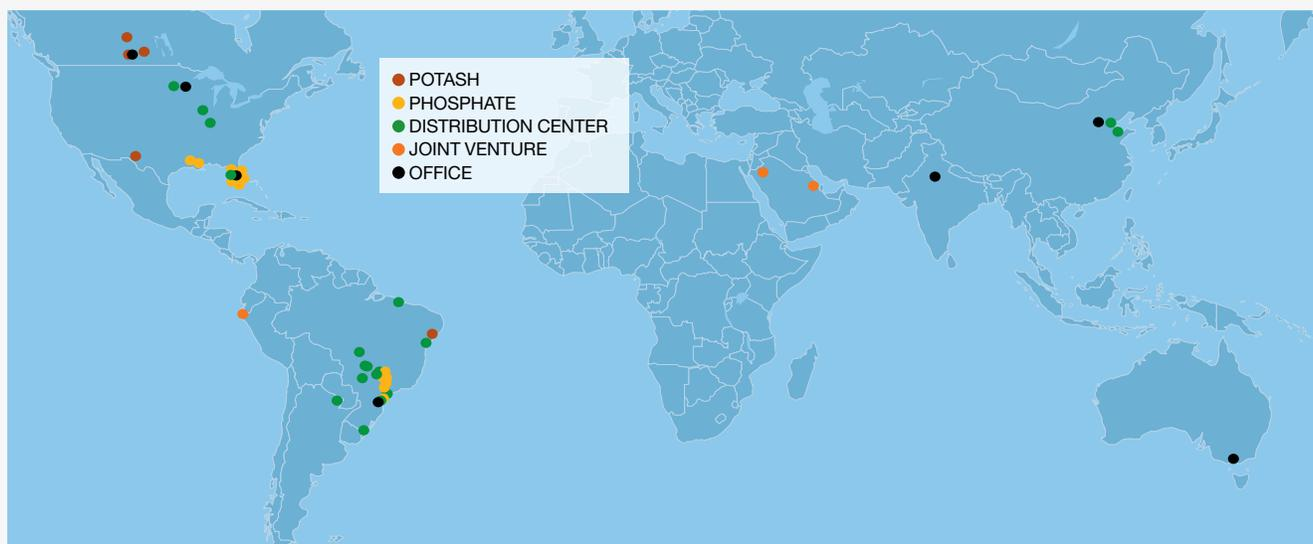 POTASH
PHOSPHATE
DISTRIBUTION CENTER
JOINT VENTURE
OFFICE